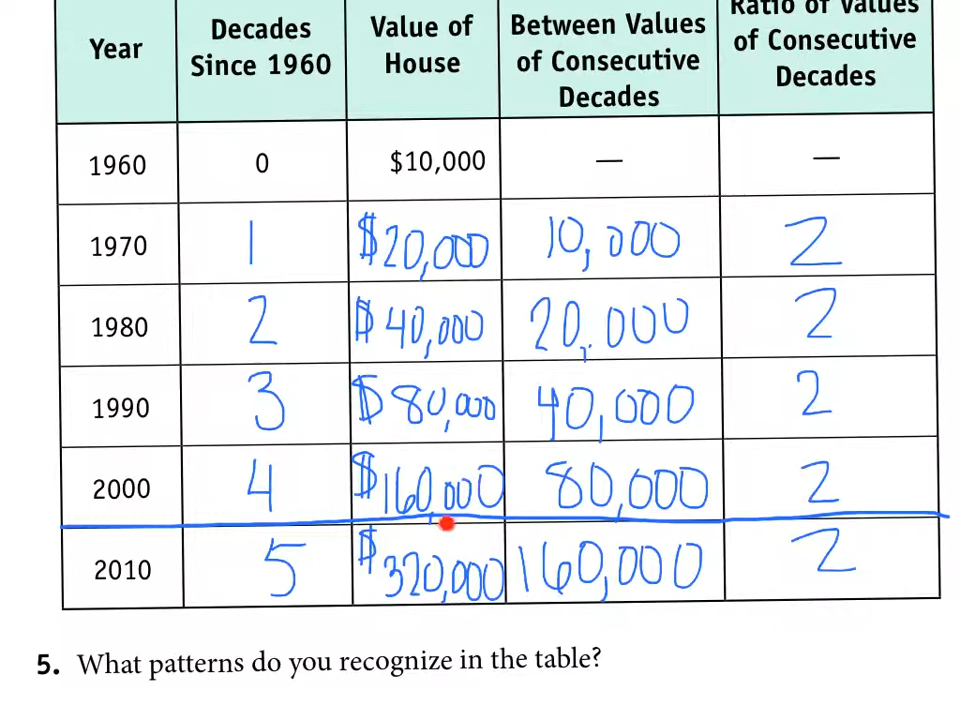 Ratio of Values
Year
Decades
Since 1960
Value of
House
Between Values
of Consecutive
Decades
of Consecutive
Decades
1960 0 $10,000 — —
1970 1 $20,000 10,000 2
1980 2 $40,000 20,000 2
1990 3 $80,000 40,000 2
2000 4 $160,000 80,000 2
2010 5 $320,000 160,000 2
5. What patterns do you recognize in the table?